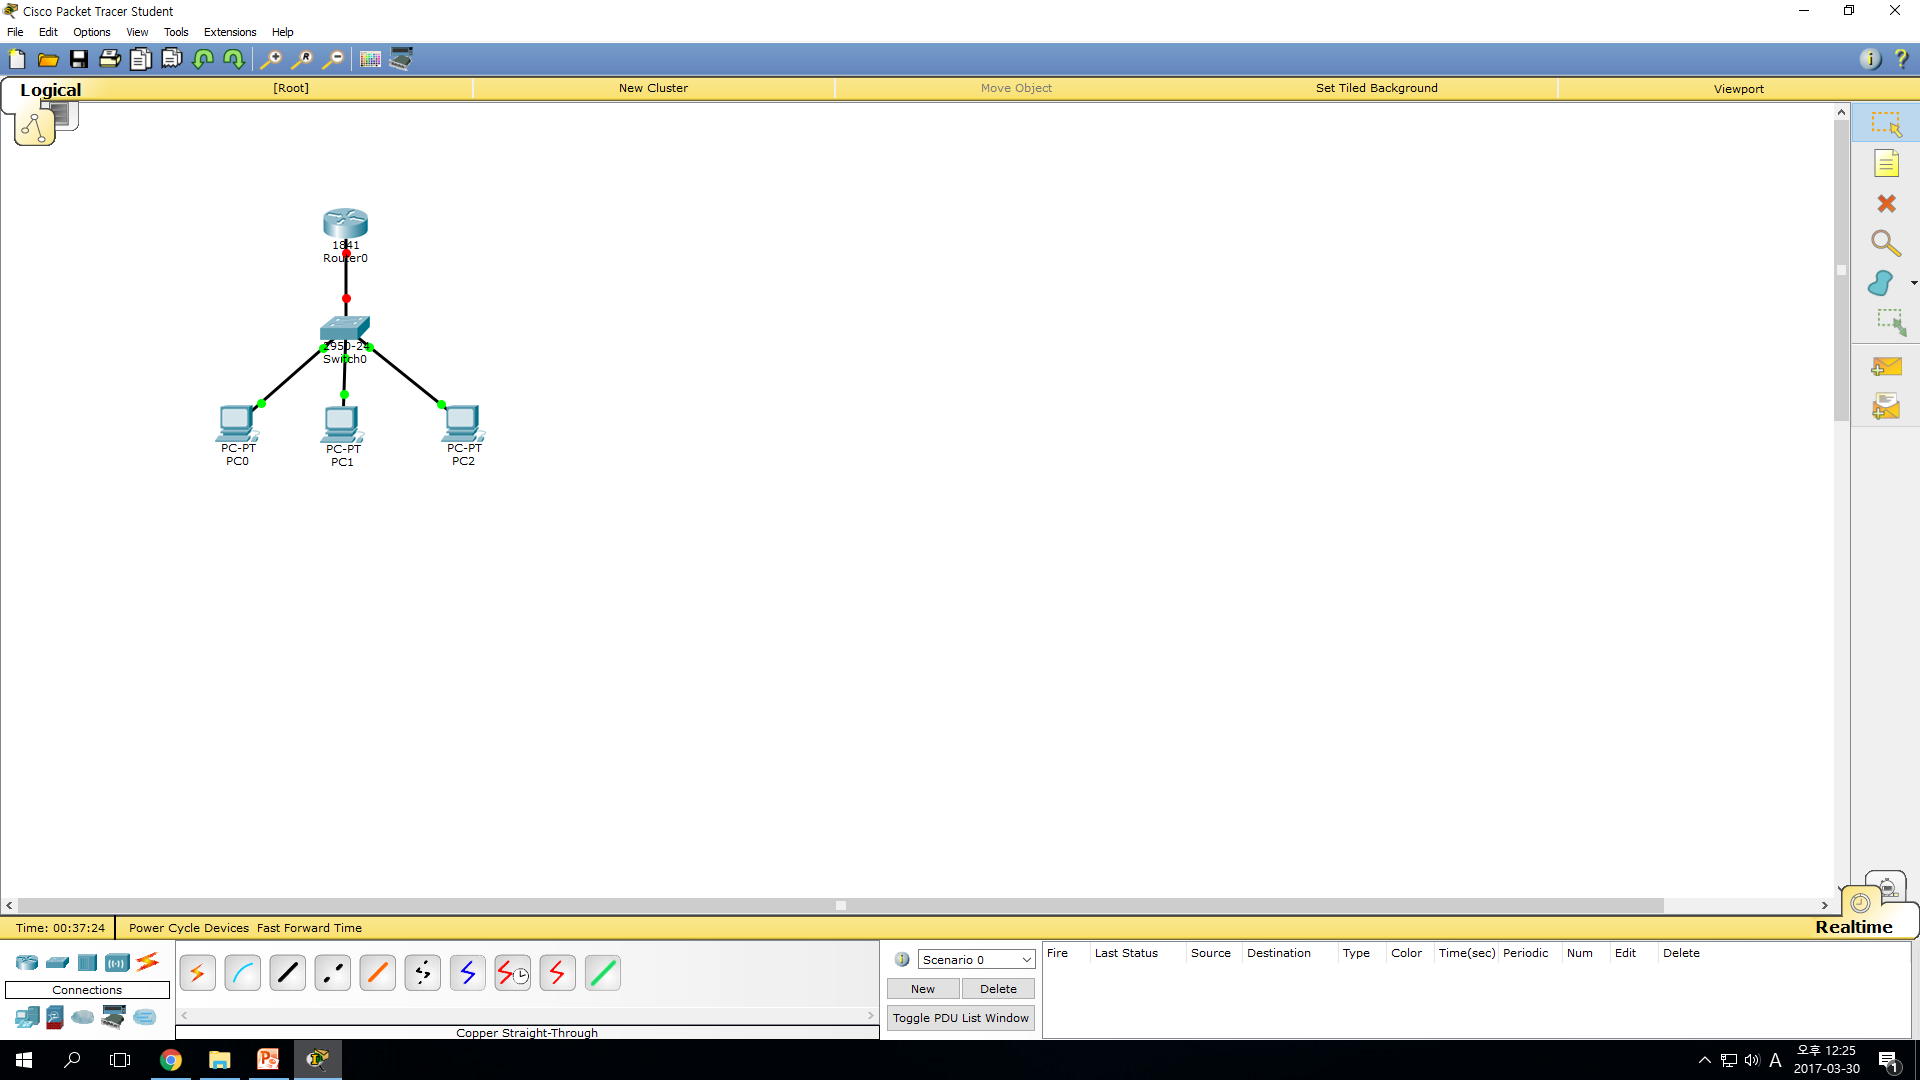 Cisco Packet Tracer Student
File Edit Options View Tools Extensions Help
Logical [Root] New Cluster Move Object Set Tiled Background Viewport
1841
Router0
2950-24
Switch0
PC-PT
PC0
PC-PT
PC1
PC-PT
PC2
Time: 00:37:24 Power Cycle Devices Fast Forward Time Realtime
Connections
Copper Straight-Through
Scenario 0
New Delete
Toggle PDU List Window
Fire Last Status Source Destination Type Color Time(sec) Periodic Num Edit Delete
A
오후 12:25
2017-03-30
1